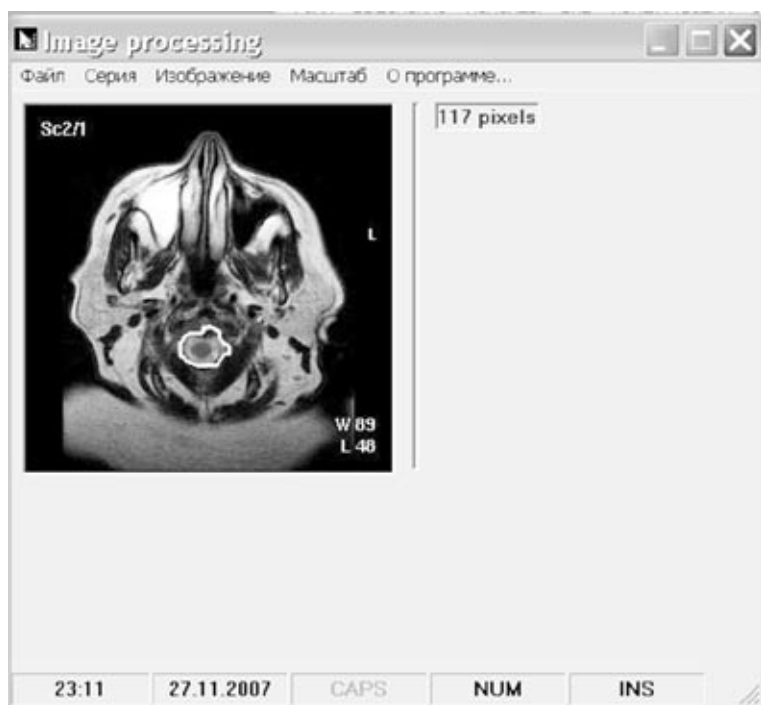 Image processing
Файл Серия Изображение Масштаб О программе...
117 pixels
Sc2/1
L
W 89
L 48
23:11 27.11.2007 CAPS NUM INS